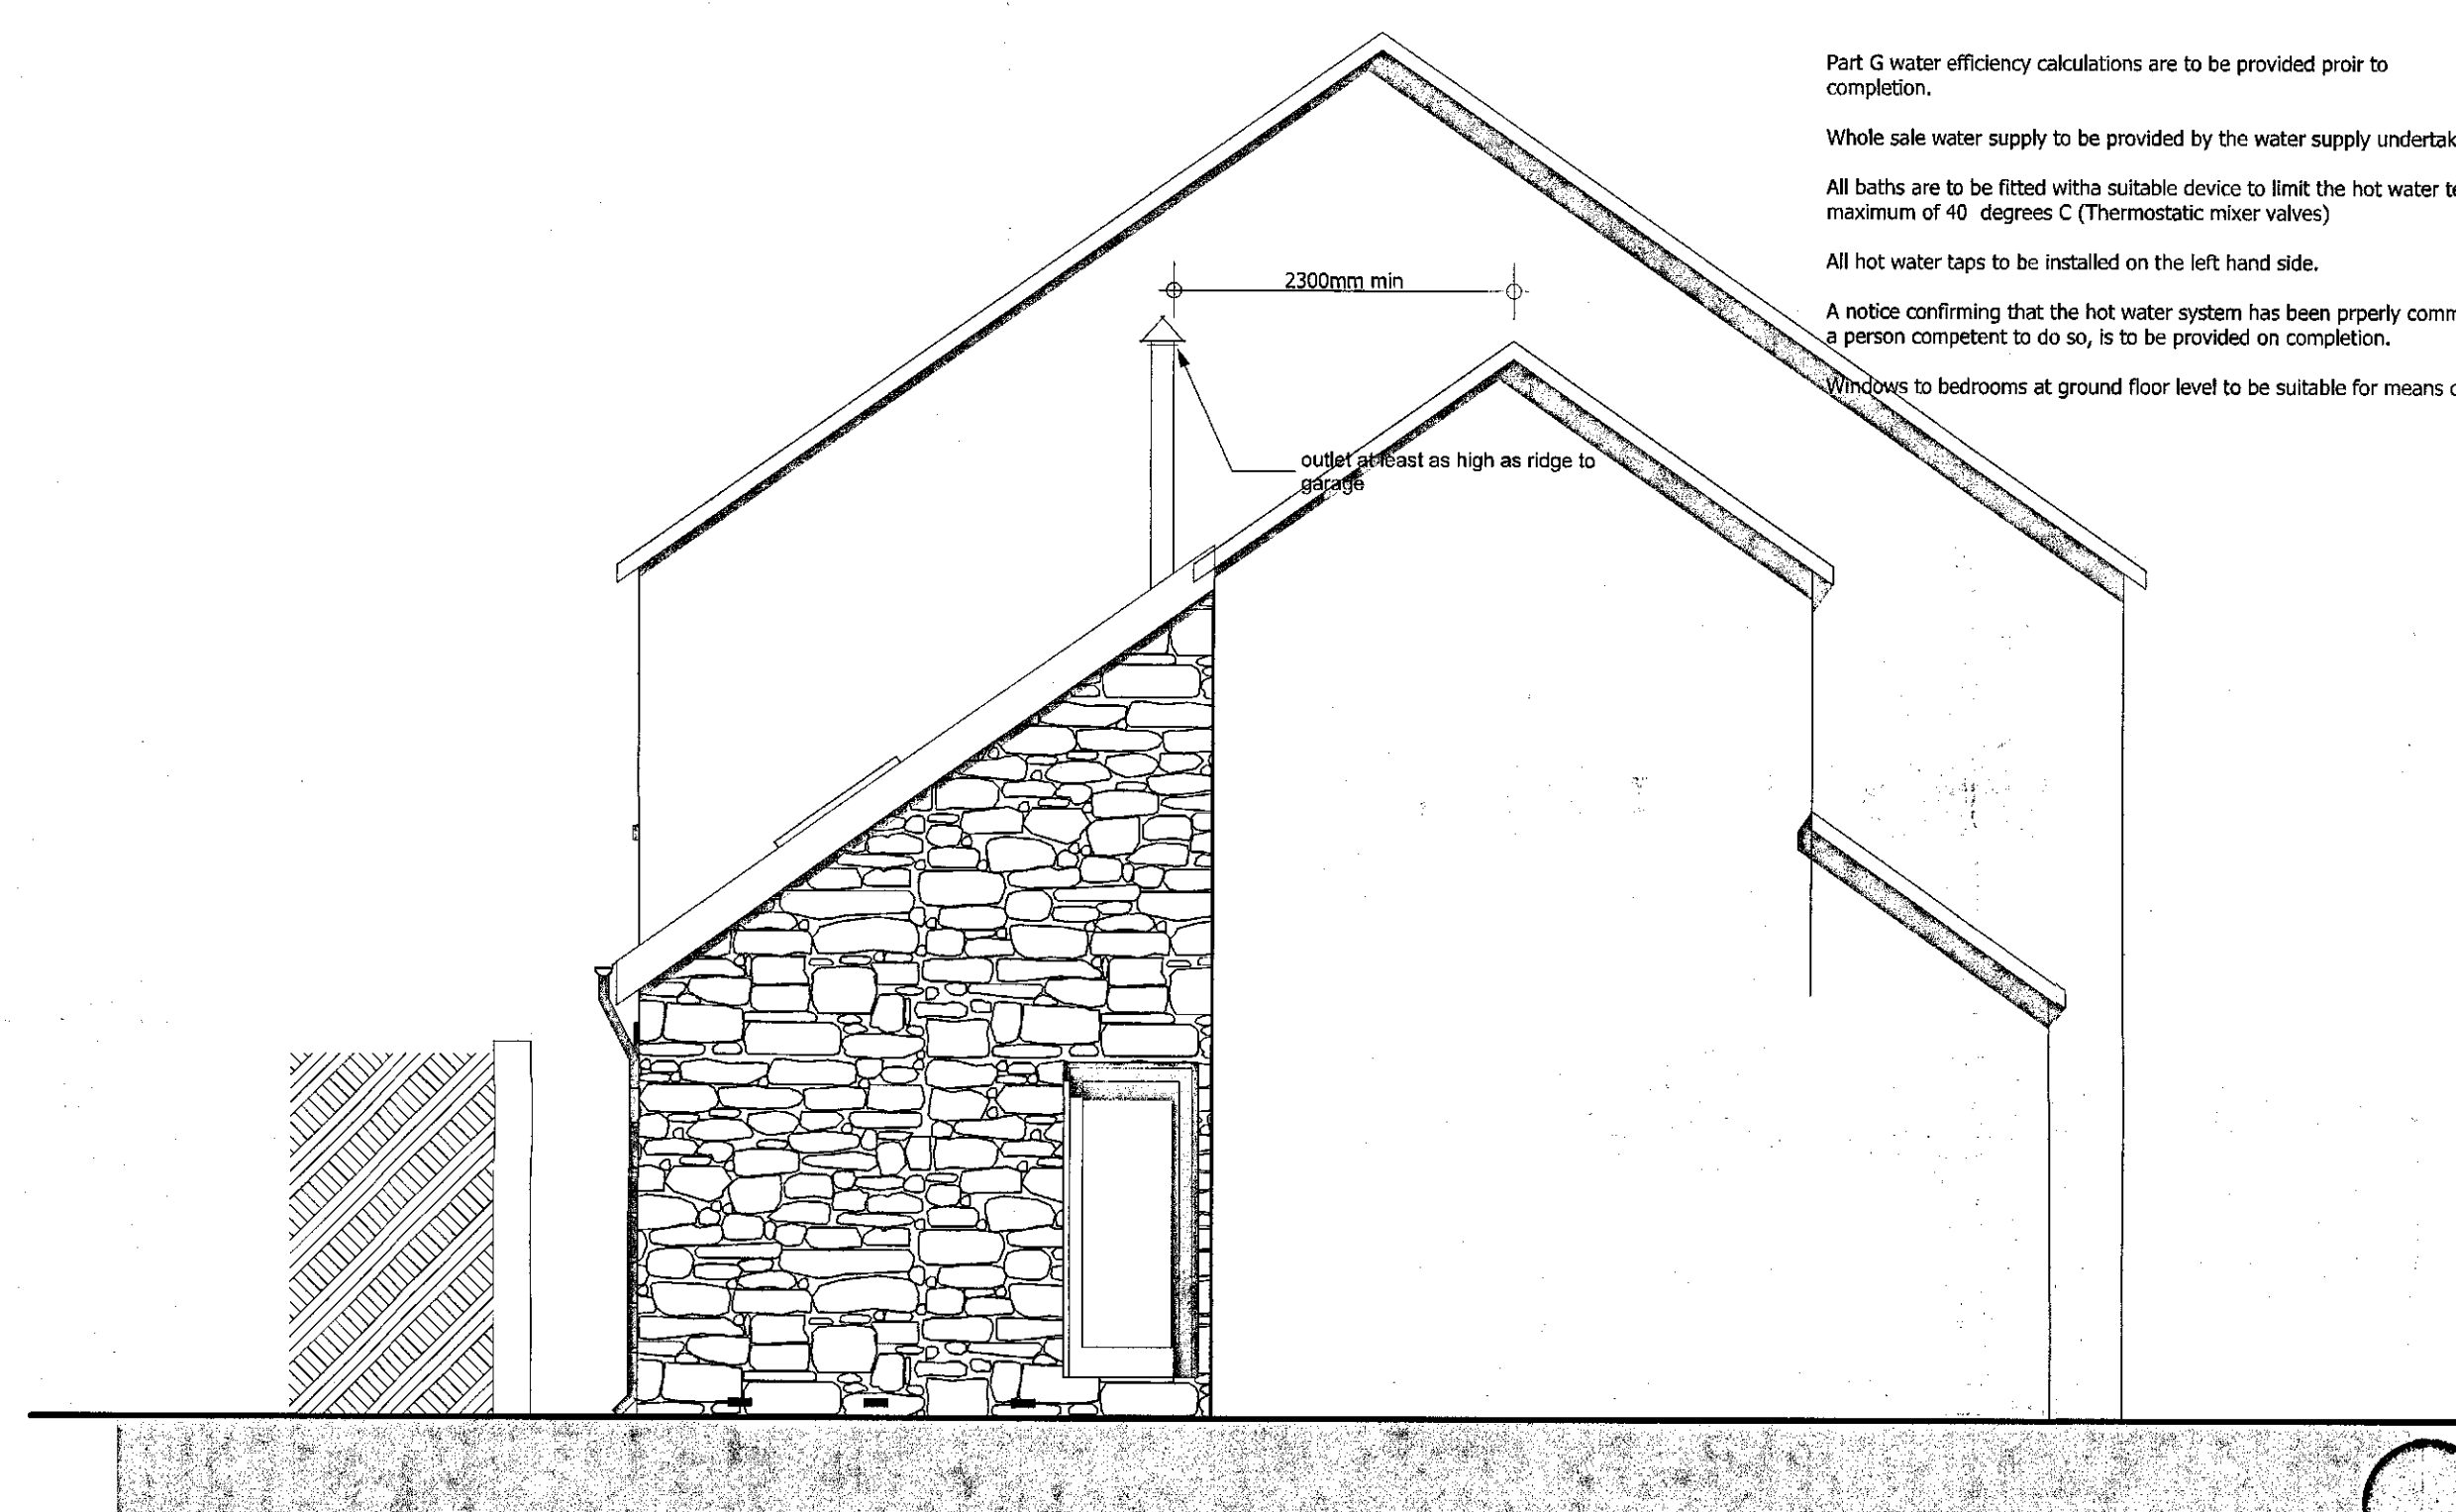 Part G water efficiency calculations are to be provided proir to
completion.
Whole sale water supply to be provided by the water supply undertak
All baths are to be fitted witha suitable device to limit the hot water te
maximum of 40 degrees C (Thermostatic mixer valves)
All hot water taps to be installed on the left hand side.
A notice confirming that the hot water system has been prperly comm
a person competent to do so, is to be provided on completion.
Windows to bedrooms at ground floor level to be suitable for means o
2300mm min
outlet at least as high as ridge to
garage